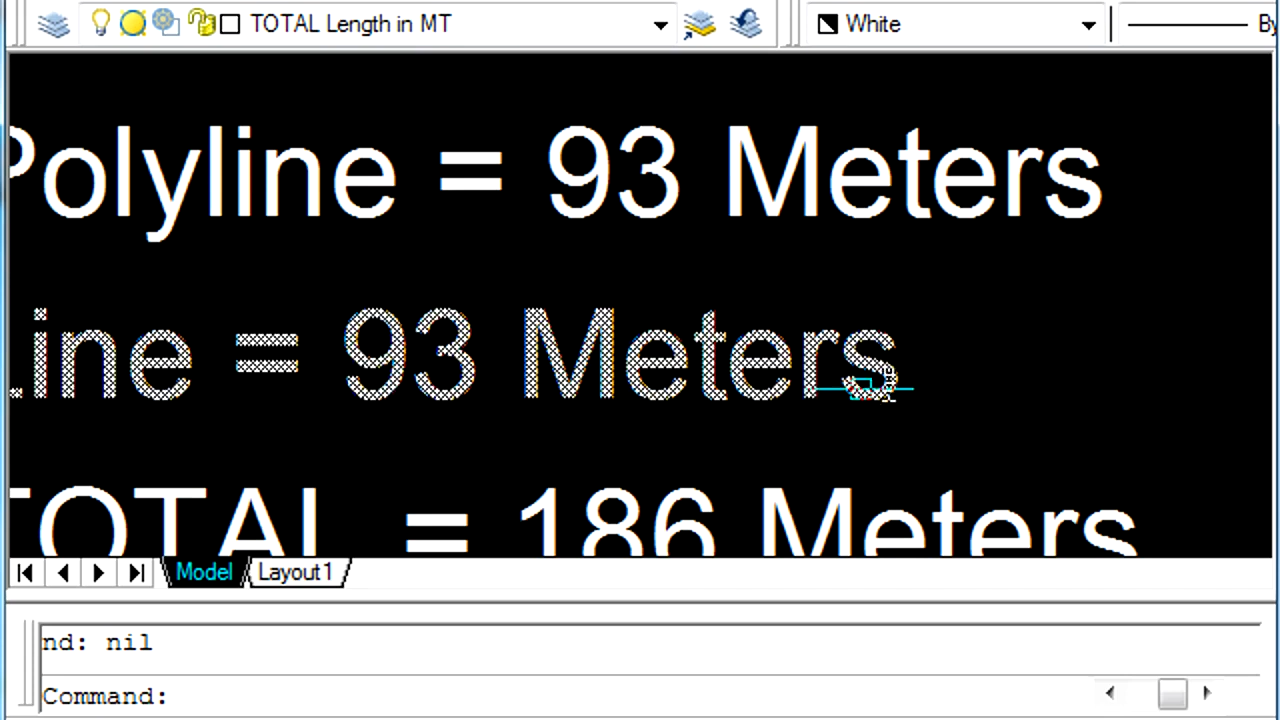 TOTAL Length in MT
White
By
Polyline = 93 Meters
Line = 93 Meters
TOTAL = 186 Meters
Model
Layout1
nd: nil
Command: